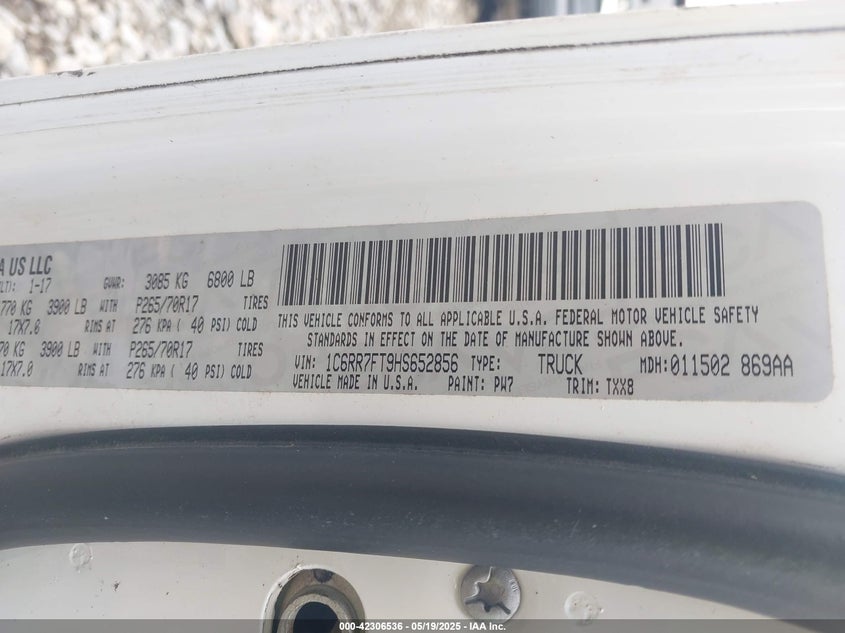 A US LLC
LT): 1-17 GVWR: 3085 KG 6800 LB
770 KG 3900 LB WITH P265/70R17 TIRES
17X7.0 RIMS AT 276 KPA ( 40 PSI) COLD
70 KG 3900 LB WITH P265/70R17 TIRES
17X7.0 RIMS AT 276 KPA ( 40 PSI) COLD
THIS VEHICLE CONFORMS TO ALL APPLICABLE U.S.A. FEDERAL MOTOR VEHICLE SAFETY
STANDARDS IN EFFECT ON THE DATE OF MANUFACTURE SHOWN ABOVE.
VIN: 1C6RR7FT9HS652856 TYPE: TRUCK MDH:011502 869AA
VEHICLE MADE IN U.S.A. PAINT: PW7 TRIM: TXX8
000-42306536 - 05/19/2025 - IAA Inc.